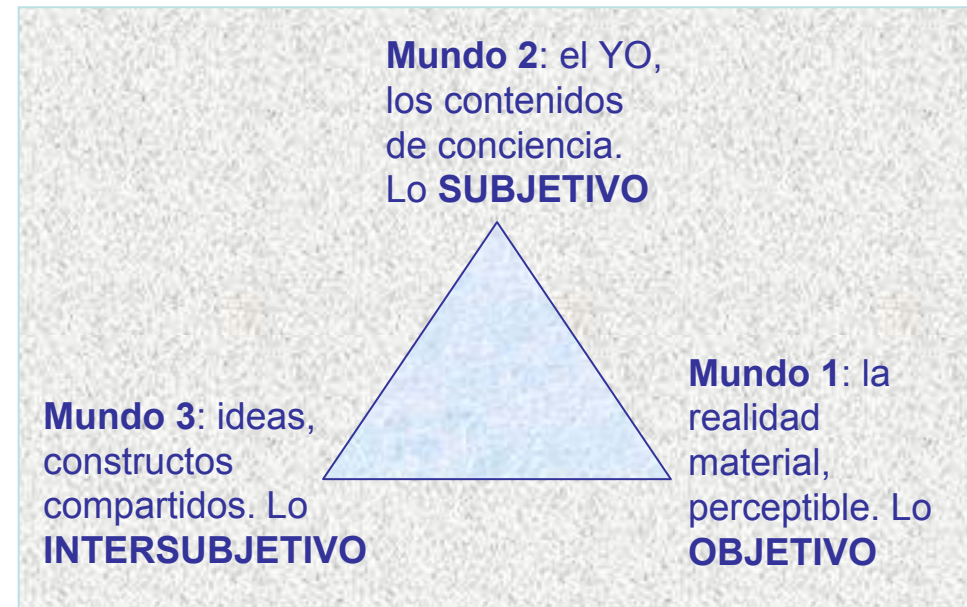 Mundo 2: el YO,
los contenidos
de conciencia.
Lo SUBJETIVO
Mundo 3: ideas,
constructos
compartidos. Lo
INTERSUBJETIVO
Mundo 1: la
realidad
material,
perceptible. Lo
OBJETIVO